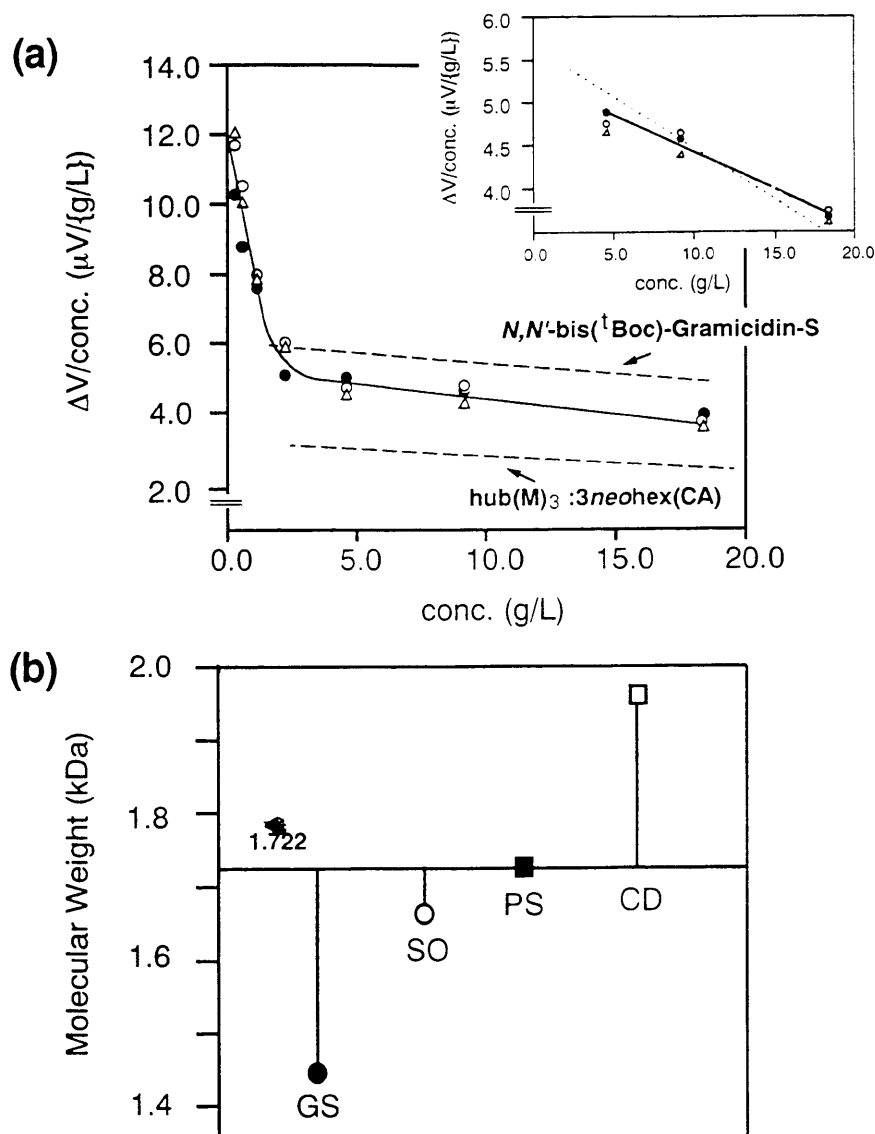 (a)
ΔV/conc. (μV/{g/L})
14.0
12.0
10.0
8.0
6.0
4.0
2.0
0.0
5.0
10.0
15.0
20.0
conc. (g/L)
N,N'-bis(ᵗBoc)-Gramicidin-S
hub(M)₃ :3neohex(CA)
ΔV/conc. (μV/(g/L)
6.0
5.5
5.0
4.5
4.0
0.0
5.0
10.0
15.0
20.0
conc. (g/L)
(b)
Molecular Weight (kDa)
2.0
1.8
1.6
1.4
1.722
GS
SO
PS
CD